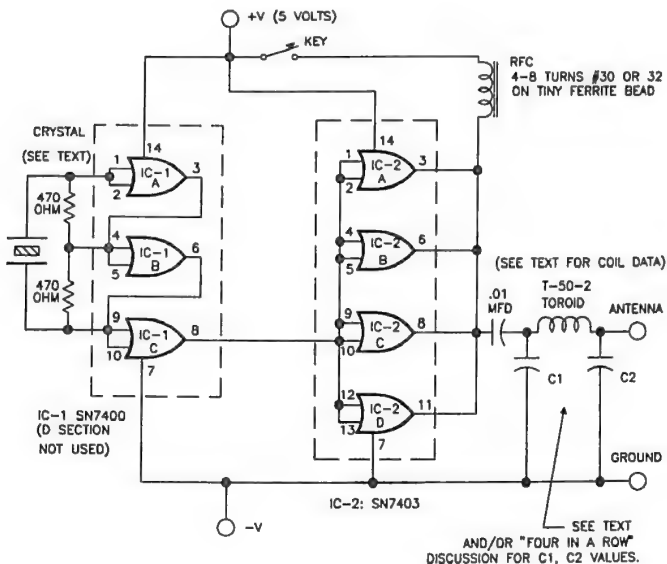 +V (5 VOLTS)
KEY
RFC
4-8 TURNS #30 OR 32
ON TINY FERRITE BEAD
CRYSTAL
(SEE TEXT)
14
14
1
2
IC-1
A
3
1
2
IC-2
A
3
470
OHM
4
5
IC-1
B
6
4
5
IC-2
B
6
(SEE TEXT FOR COIL DATA)
470
OHM
.01
MFD
T-50-2
TOROID
ANTENNA
9
10
IC-1
C
8
7
9
10
IC-2
C
8
C1
C2
12
13
IC-2
D
11
7
IC-1 SN7400
(D SECTION
NOT USED)
GROUND
IC-2: SN7403
-V
SEE TEXT
AND/OR "FOUR IN A ROW"
DISCUSSION FOR C1, C2 VALUES.